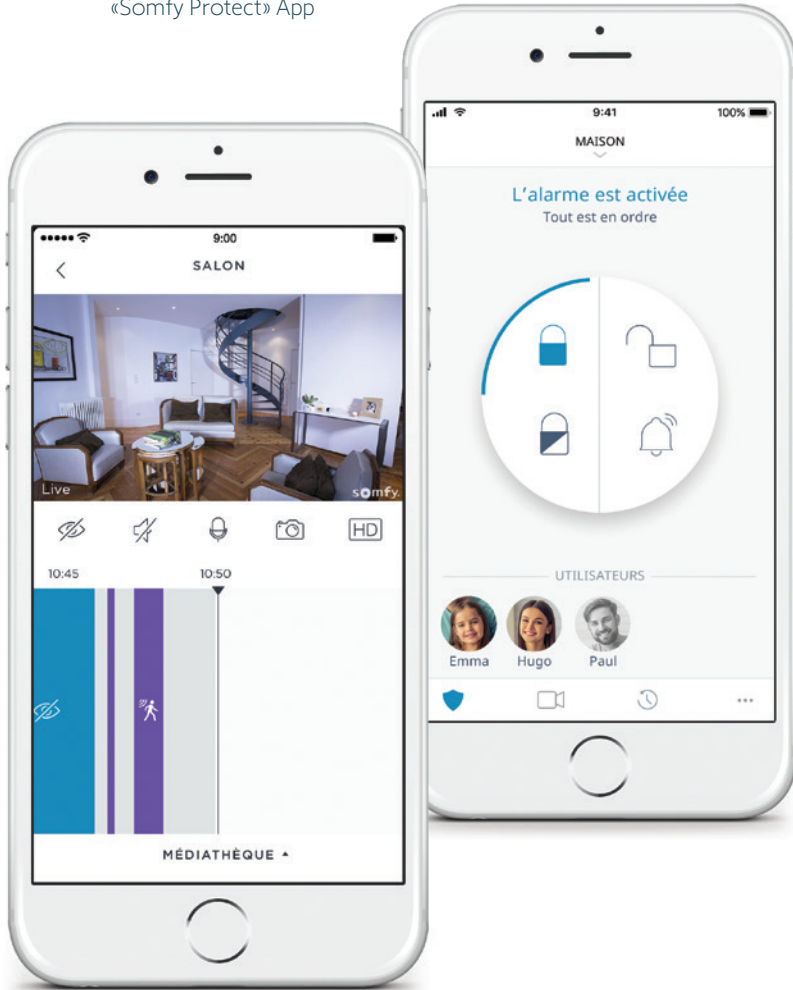 «Somfy Protect» App
9:00
SALON
Live
somfy.
HD
10:45
10:50
MÉDIATHÈQUE
9:41
100%
MAISON
L'alarme est activée
Tout est en ordre
UTILISATEURS
Emma
Hugo
Paul